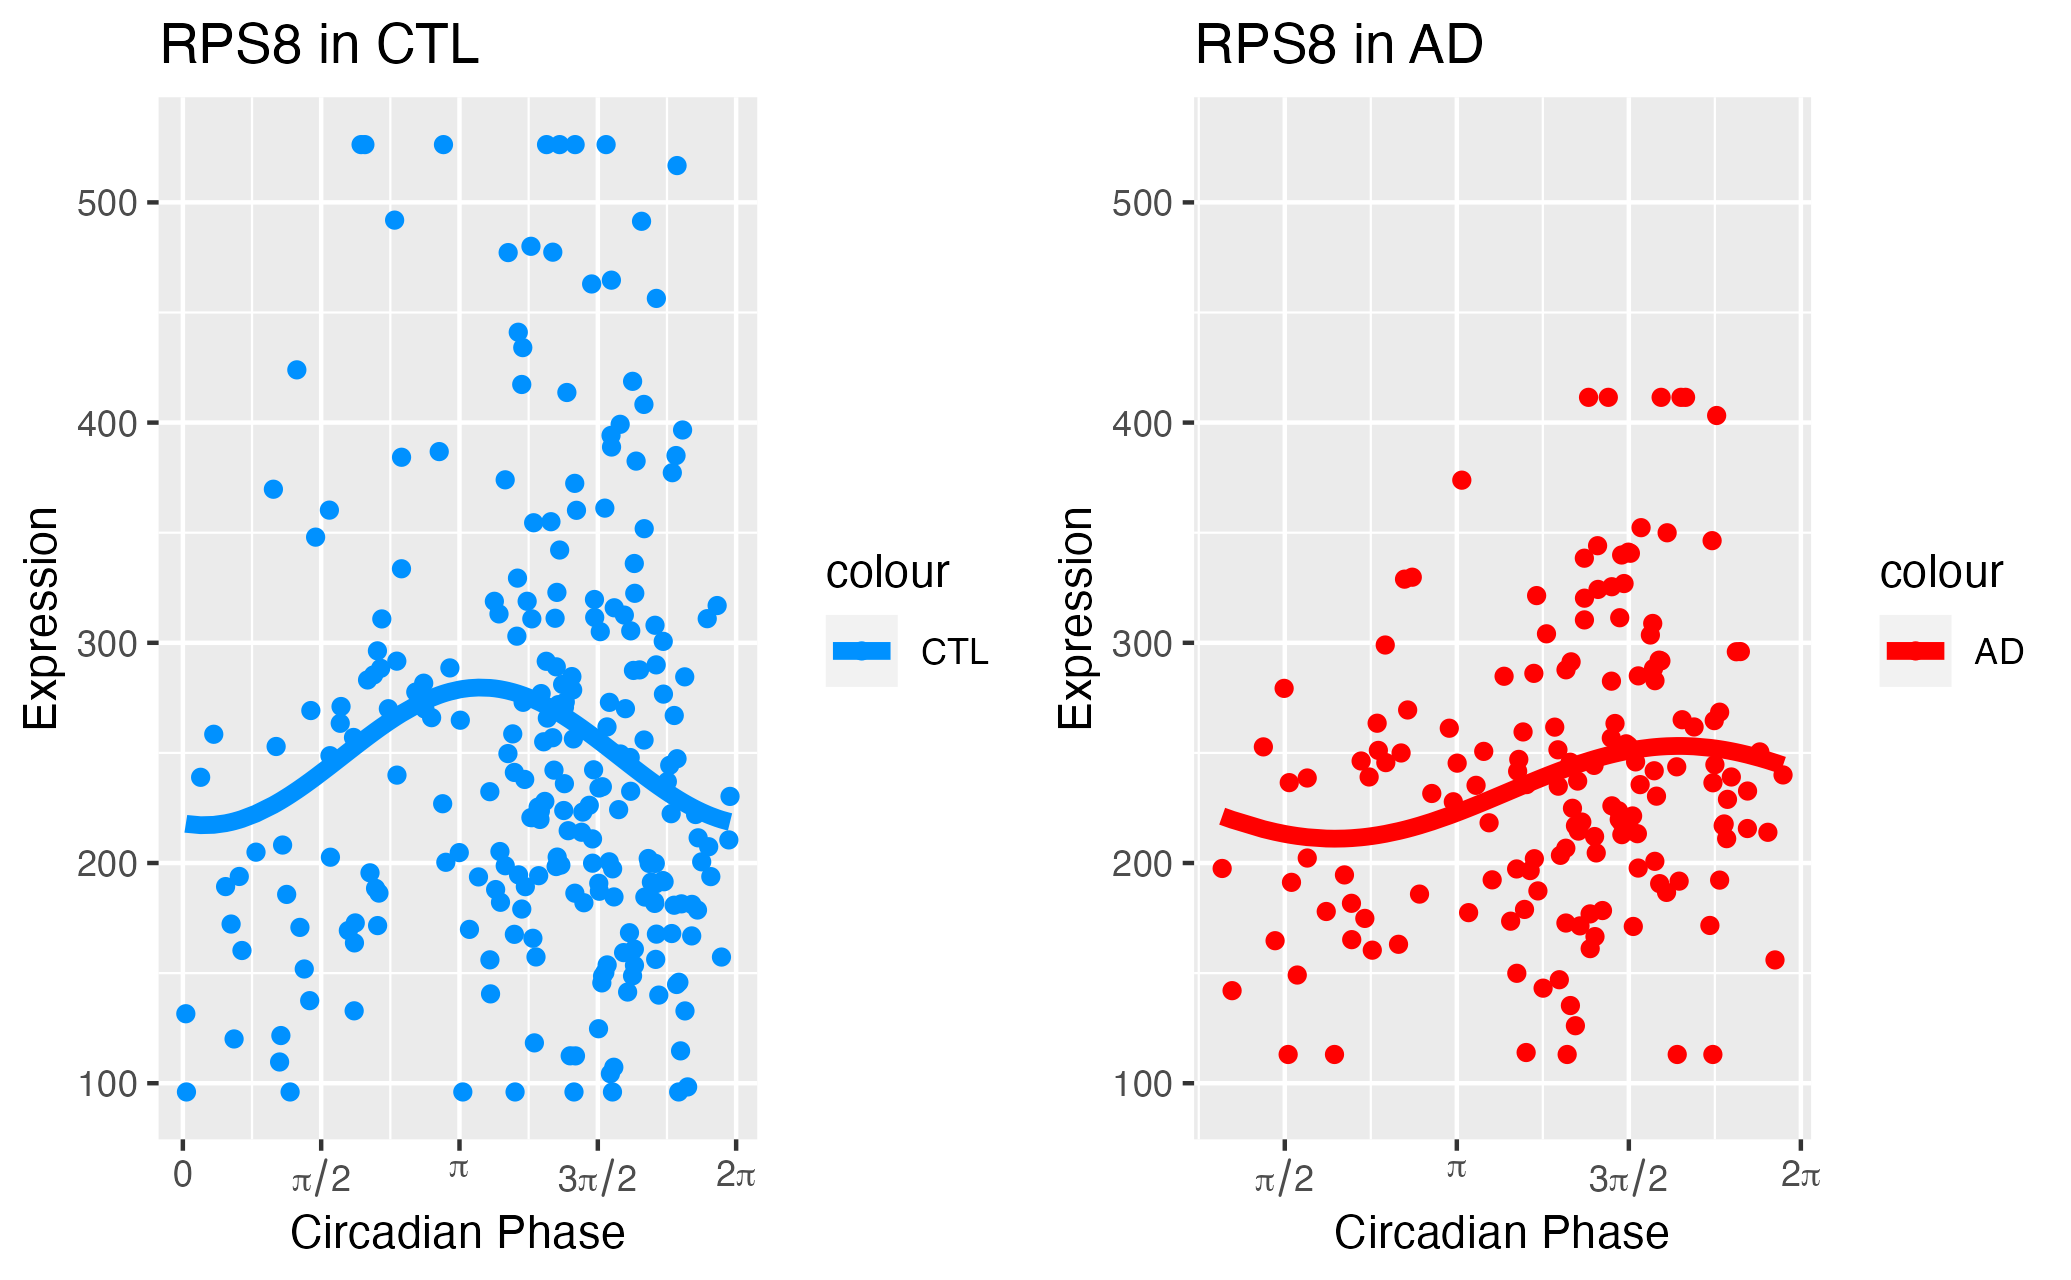 RPS8 in CTL
Expression
500
400
300
200
100
0
π/2
π
3π/2
2π
Circadian Phase
colour
CTL
RPS8 in AD
Expression
500
400
300
200
100
π/2
π
3π/2
2π
Circadian Phase
colour
AD